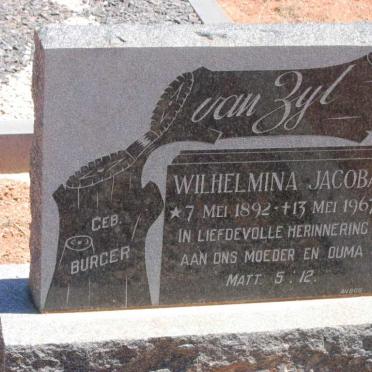 van Zyl
GEB.
BURGER
WILHELMINA JACOBA
★ 7 MEI 1892 - † 13 MEI 1967
IN LIEFDEVOLLE HERINNERING
AAN ONS MOEDER EN OUMA
MATT. 5:12.